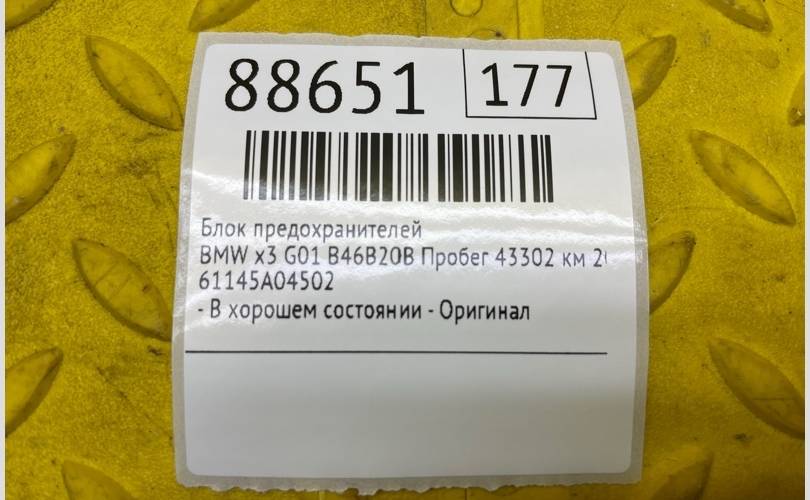 88651
177
Блок предохранителей
BMW x3 G01 B46B20B Пробег 43302 км
61145A04502
- В хорошем состоянии - Оригинал